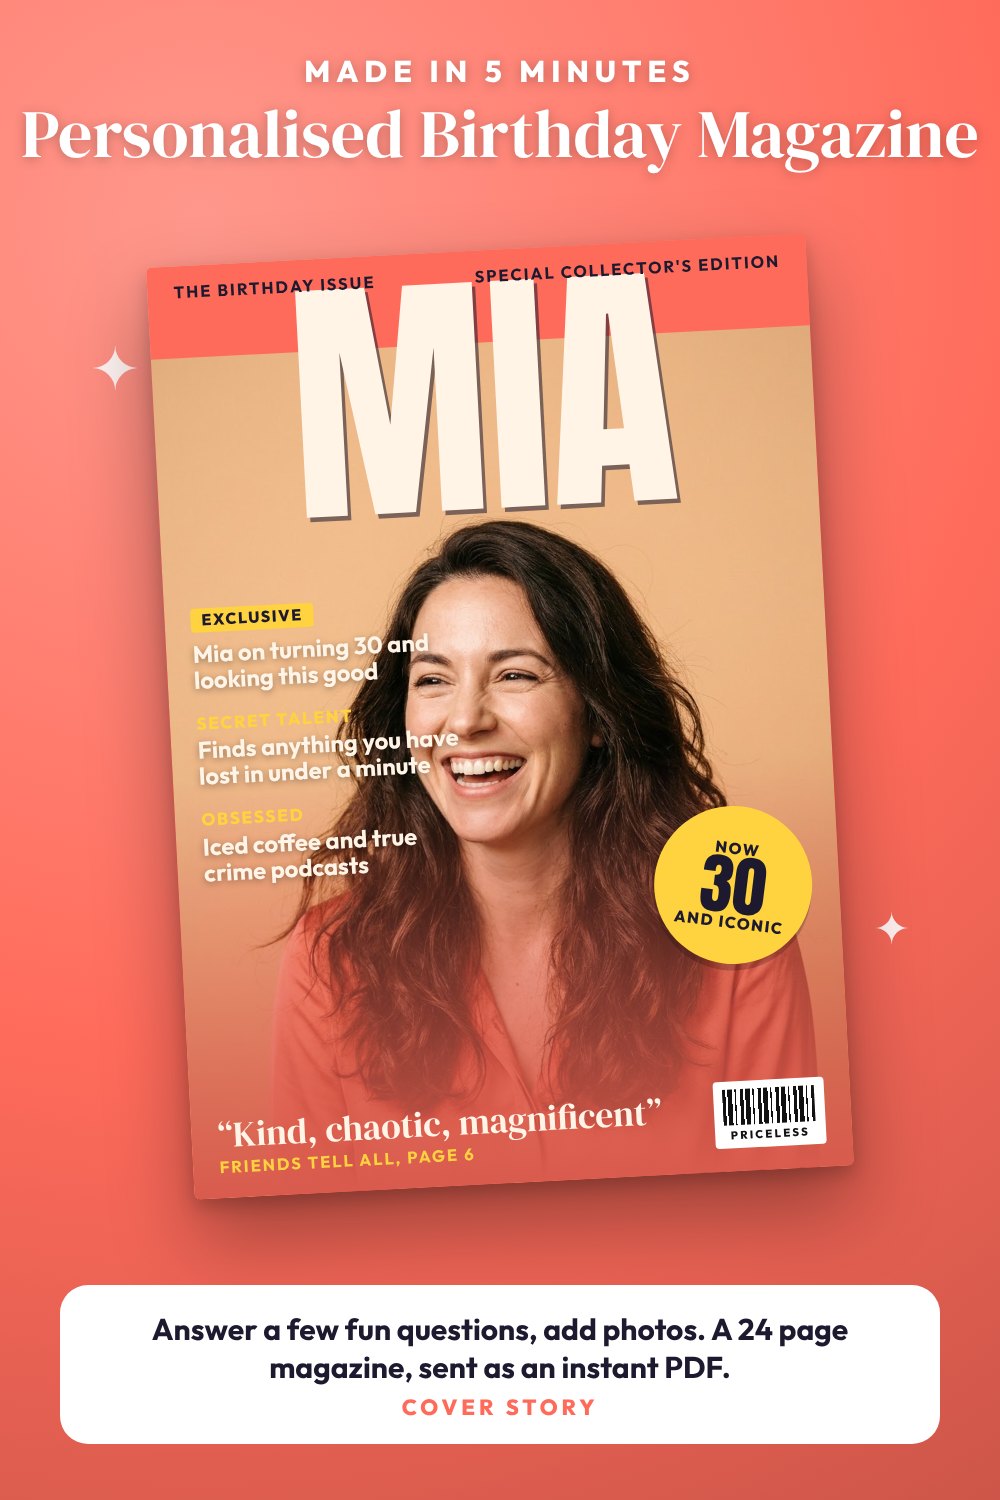 MADE IN 5 MINUTES
Personalised Birthday Magazine
THE BIRTHDAY ISSUE
SPECIAL COLLECTOR'S EDITION
MIA
EXCLUSIVE
Mia on turning 30 and
looking this good
SECRET TALENT
Finds anything you have
lost in under a minute
OBSESSED
Iced coffee and true
crime podcasts
NOW
30
AND ICONIC
“Kind, chaotic, magnificent”
FRIENDS TELL ALL, PAGE 6
PRICELESS
Answer a few fun questions, add photos. A 24 page
magazine, sent as an instant PDF.
COVER STORY